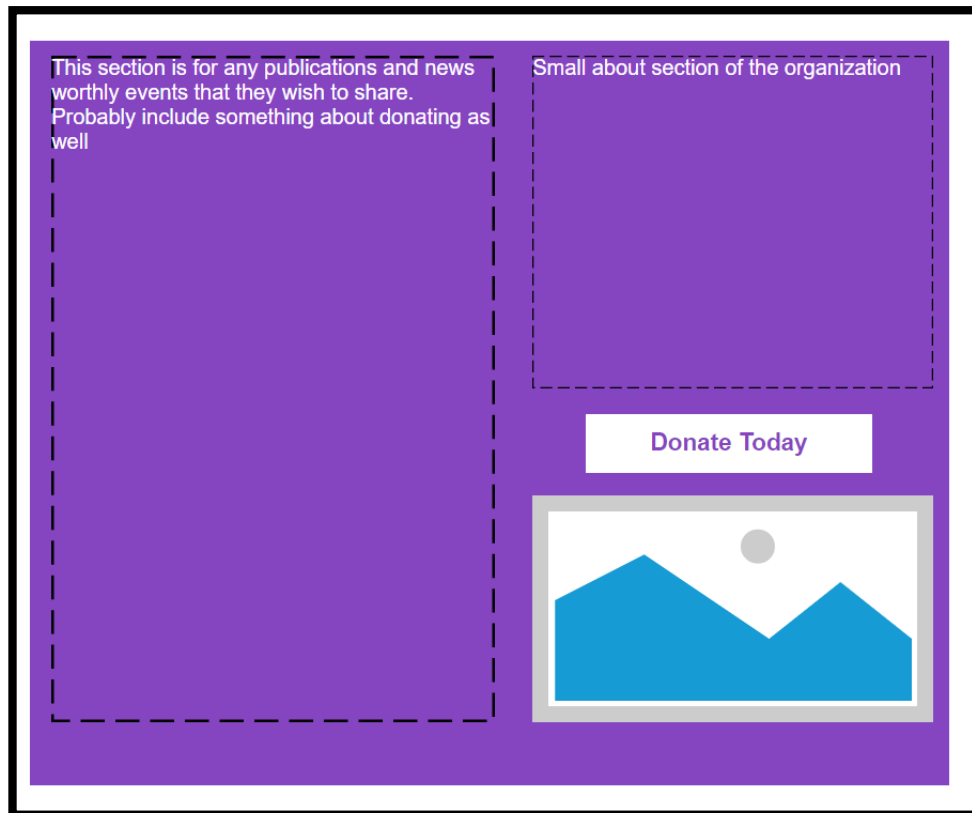 This section is for any publications and news
worthly events that they wish to share.
Probably include something about donating as
well
Small about section of the organization
Donate Today